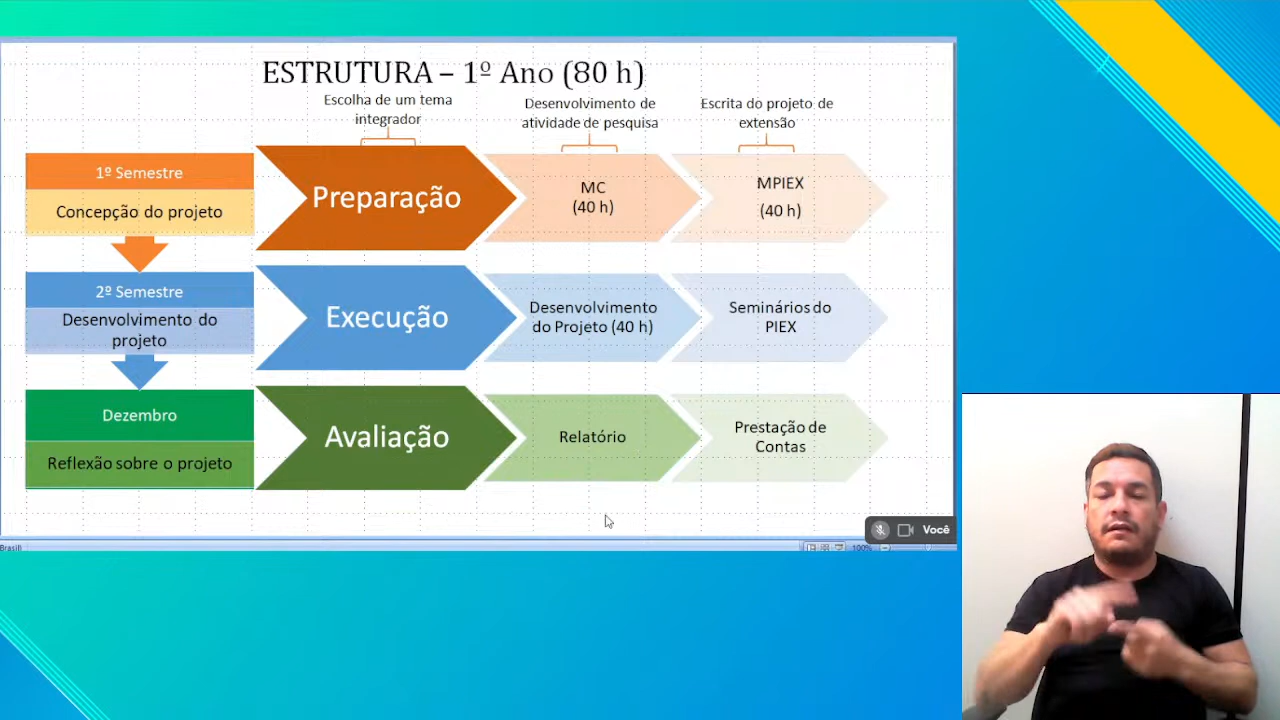 ESTRUTURA – 1º Ano (80 h)
Escolha de um tema
integrador
Desenvolvimento de
atividade de pesquisa
Escrita do projeto de
extensão
1º Semestre
Concepção do projeto
Preparação
MC
(40 h)
MPIEX
(40 h)
2º Semestre
Desenvolvimento do
projeto
Execução
Desenvolvimento
do Projeto (40 h)
Seminários do
PIEX
Dezembro
Reflexão sobre o projeto
Avaliação
Relatório
Prestação de
Contas
Você
Brasil)
100%